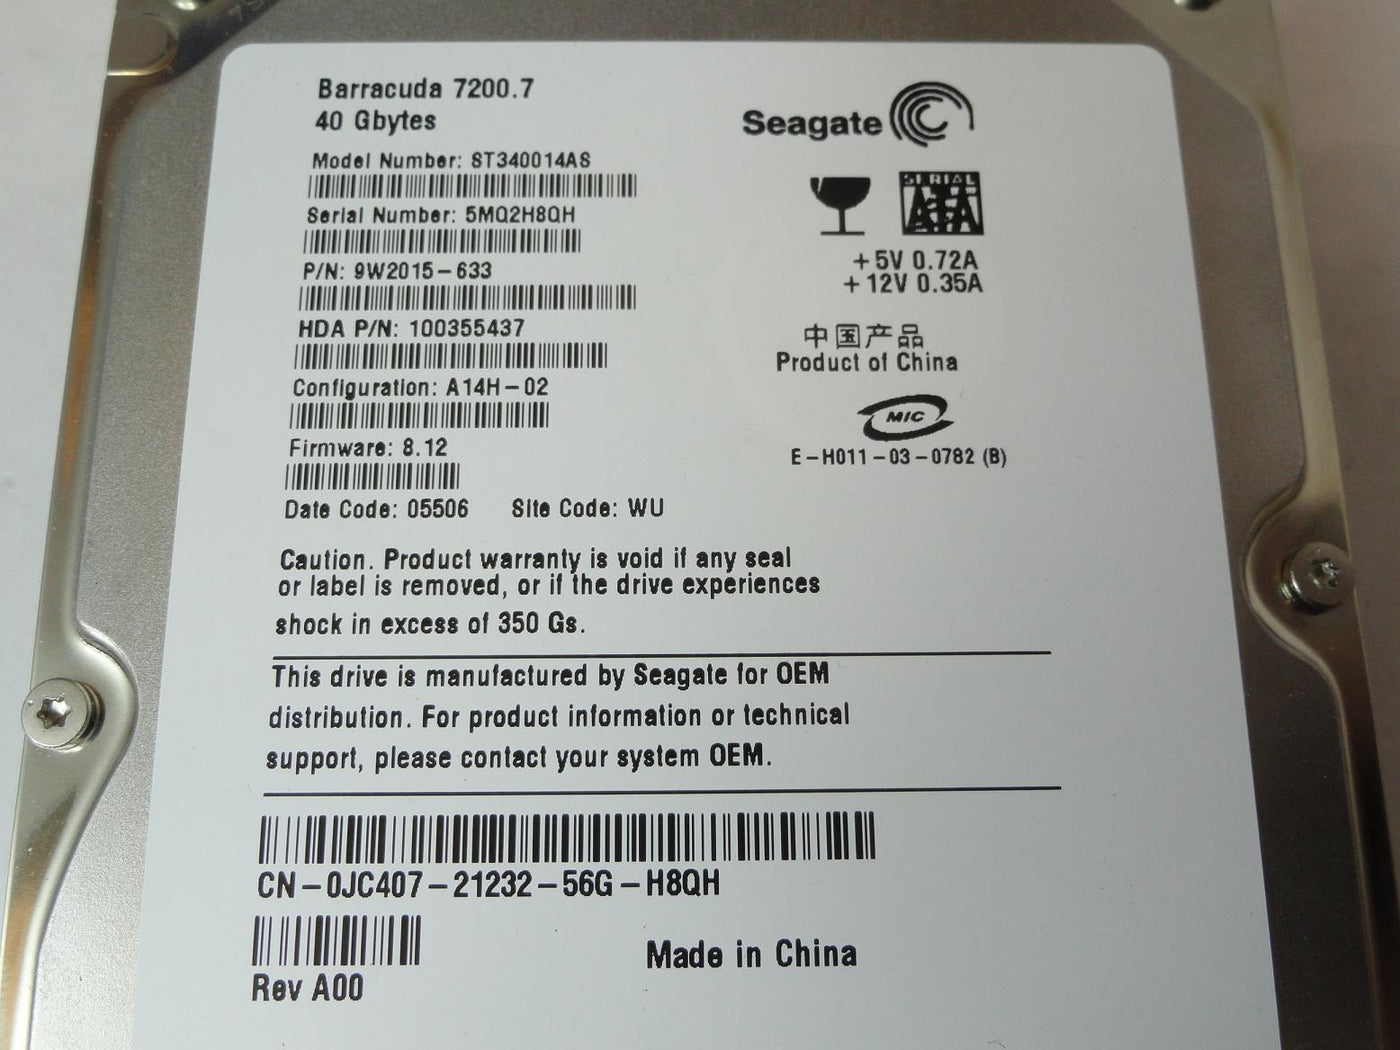 Barracuda 7200.7
40 Gbytes
Model Number: ST340014AS
Serial Number: 5MQ2H8QH
P/N: 9W2015-633
HDA P/N: 100355437
Configuration: A14H-02
Firmware: 8.12
Date Code: 05506 Site Code: WU
Seagate
SERIAL
ATA
+5V 0.72A
+12V 0.35A
中国产品
Product of China
MIC
E-H011-03-0782 (B)
Caution. Product warranty is void if any seal
or label is removed, or if the drive experiences
shock in excess of 350 Gs.
This drive is manufactured by Seagate for OEM
distribution. For product information or technical
support, please contact your system OEM.
CN-0JC407-21232-56G-H8QH
Rev A00
Made in China